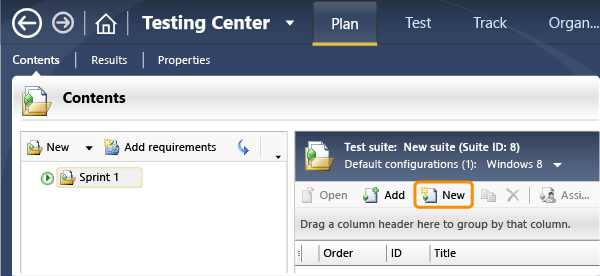 Testing Center Plan Test Track Organ...
Contents Results Properties
Contents
New Add requirements
Sprint 1
Test suite: New suite (Suite ID: 8)
Default configurations (1): Windows 8
Open Add New Assi...
Drag a column header here to group by that column.
Order ID Title